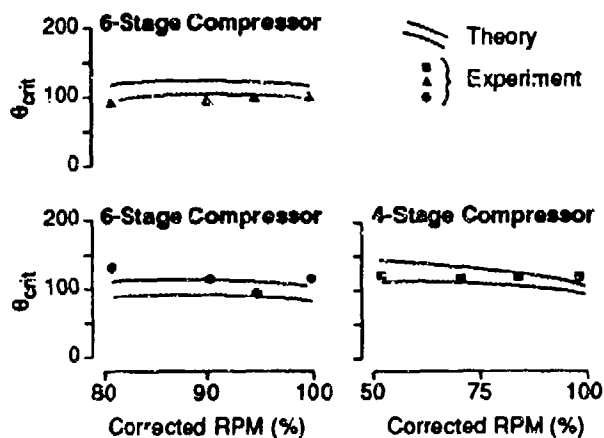 6-Stage Compressor
200
100
0
θcrit
Theory
Experiment
6-Stage Compressor
200
100
0
θcrit
80 90 100
Corrected RPM (%)
4-Stage Compressor
50 75 100
Corrected RPM (%)